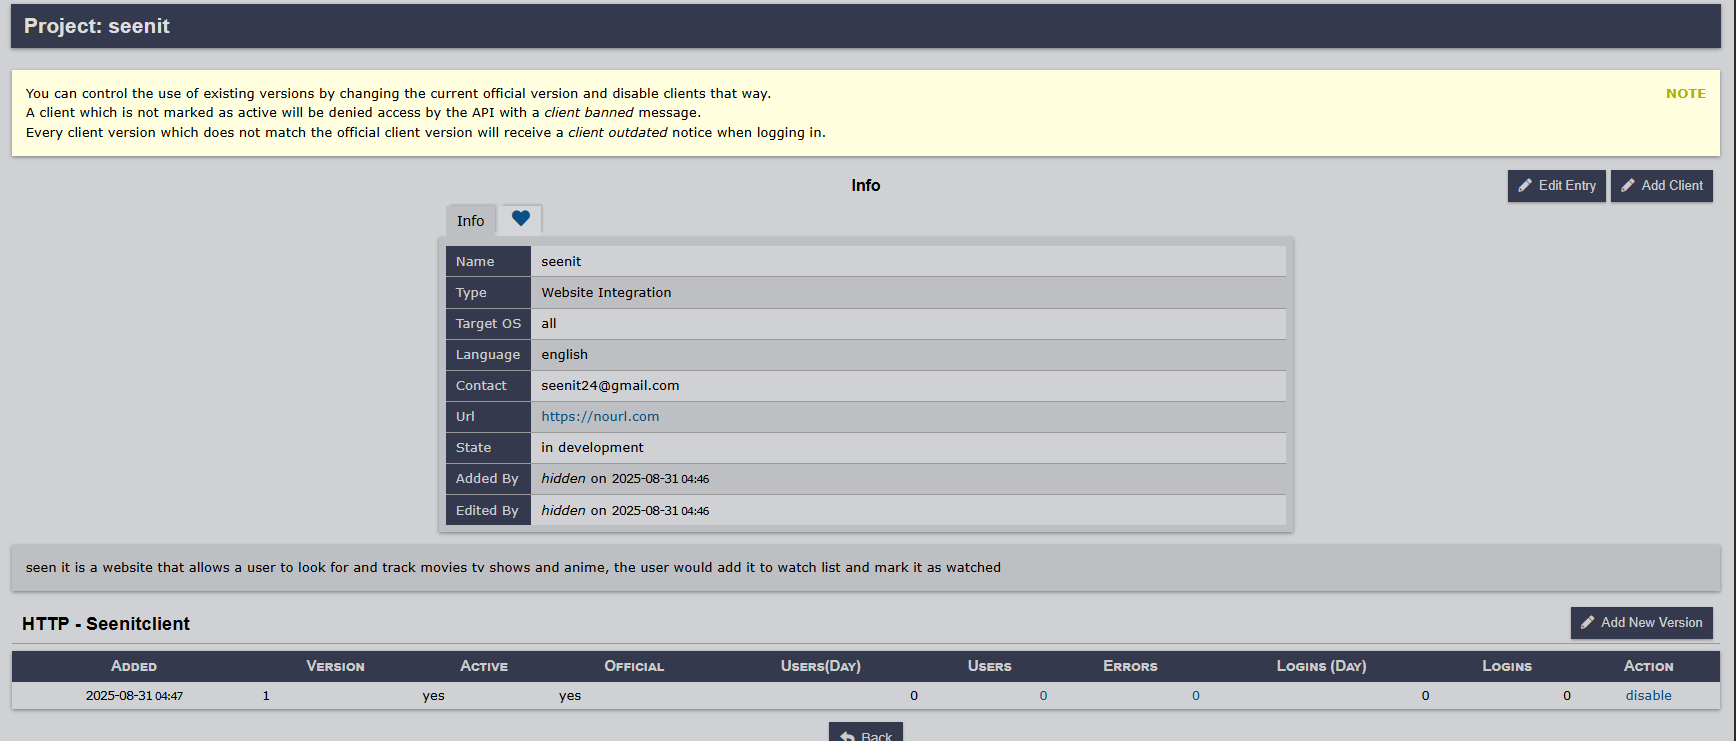 Project: seenit
You can control the use of existing versions by changing the current official version and disable clients that way.
NOTE
A client which is not marked as active will be denied access by the API with a client banned message.
Every client version which does not match the official client version will receive a client outdated notice when logging in.
Info
Edit Entry
Add Client
Info
Name seenit
Type Website Integration
Target OS all
Language english
Contact seenit24@gmail.com
Url https://nourl.com
State in development
Added By hidden on 2025-08-31 04:46
Edited By hidden on 2025-08-31 04:46
seen it is a website that allows a user to look for and track movies tv shows and anime, the user would add it to watch list and mark it as watched
HTTP - Seenitclient
Add New Version
Added Version Active Official Users(Day) Users Errors Logins (Day) Logins Action
2025-08-31 04:47 1 yes yes 0 0 0 0 0 disable
Back